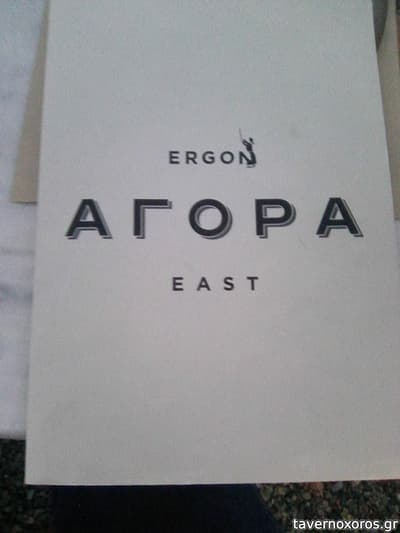 ERGON
ΑΓΟΡΑ
EAST
tavernoxoros.gr